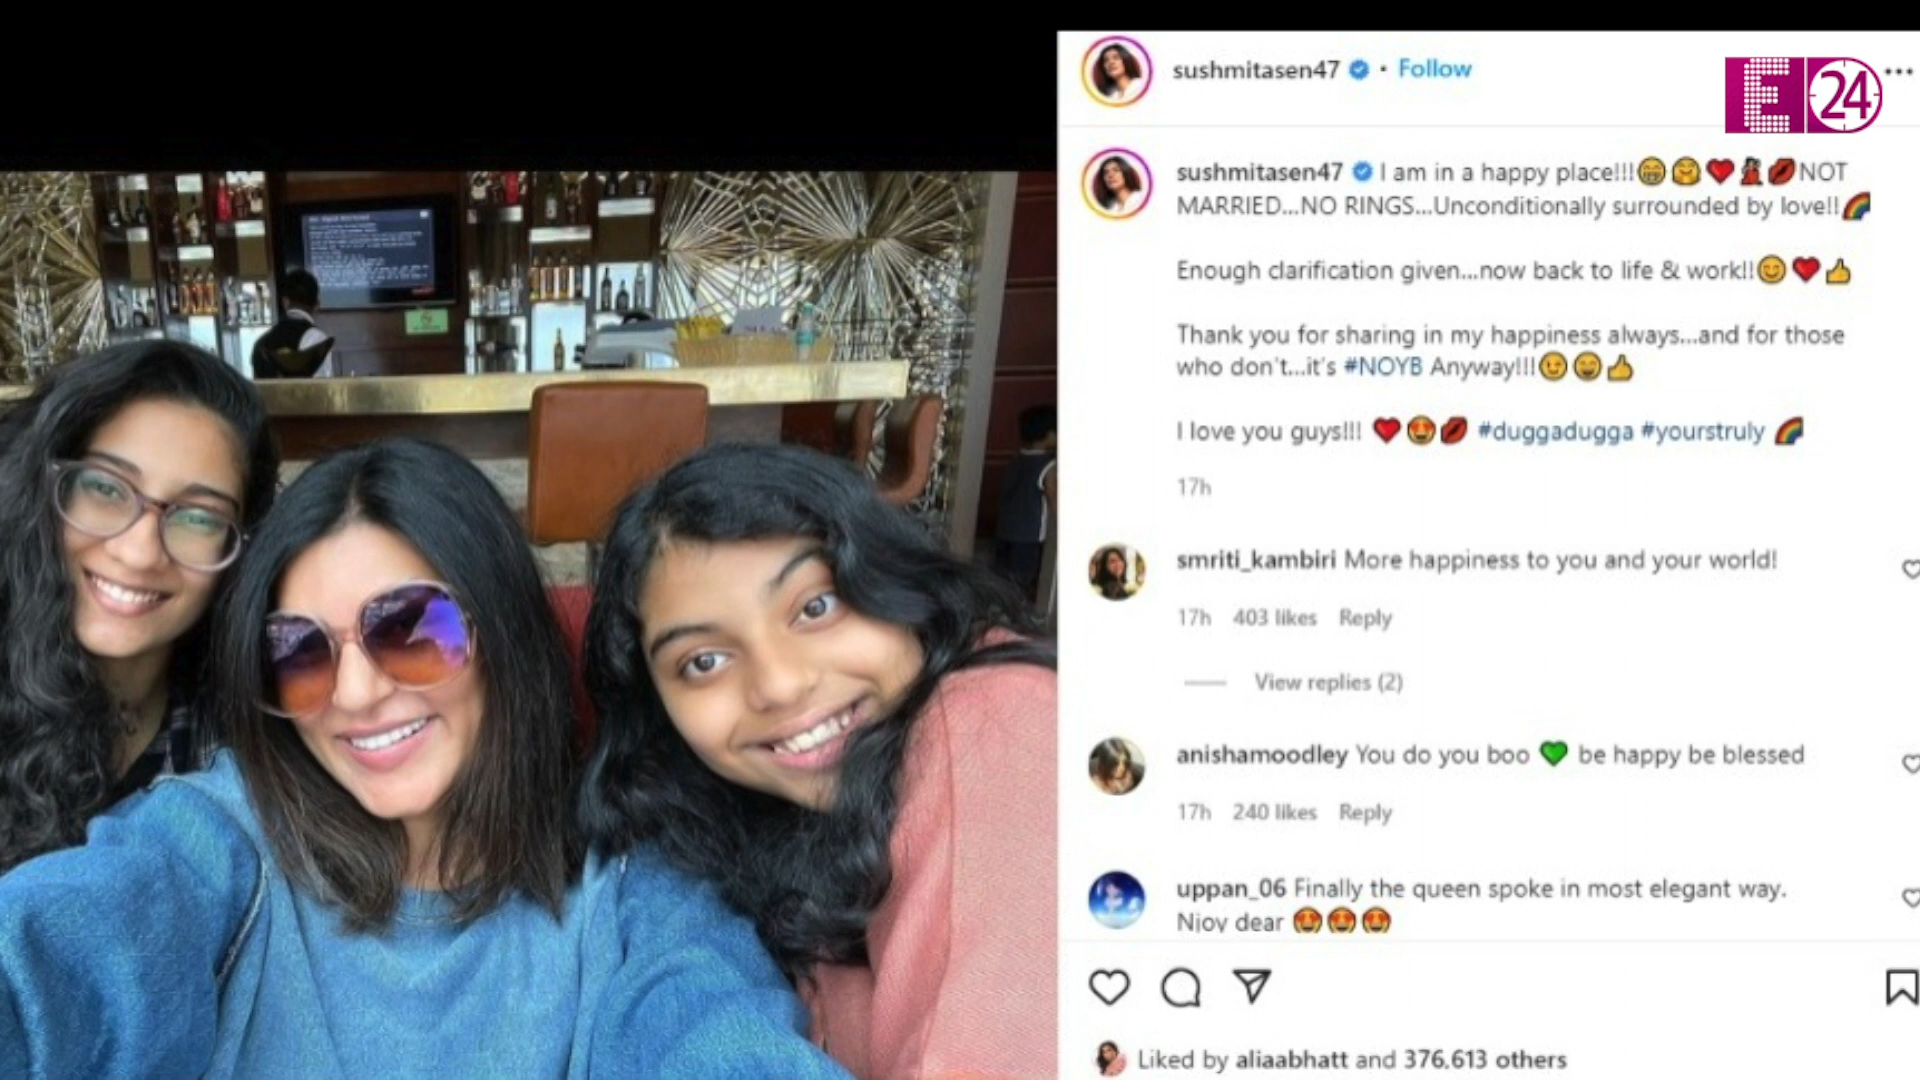 sushmitasen47 • Follow
E24
sushmitasen47 I am in a happy place!!!😁🤗❤️💃💋NOT
MARRIED...NO RINGS...Unconditionally surrounded by love!!🌈
Enough clarification given...now back to life & work!!😊❤️👍
Thank you for sharing in my happiness always...and for those
who don't...it's #NOYB Anyway!!!😉😄👍
I love you guys!!! ❤️😍💋 #duggadugga #yourstruly 🌈
17h
smriti_kambiri More happiness to you and your world!
17h 403 likes Reply
View replies (2)
anishamoodley You do you boo 💚 be happy be blessed
17h 240 likes Reply
uppan_06 Finally the queen spoke in most elegant way.
Njoy dear 😍😍😍
Liked by aliaabhatt and 376,613 others